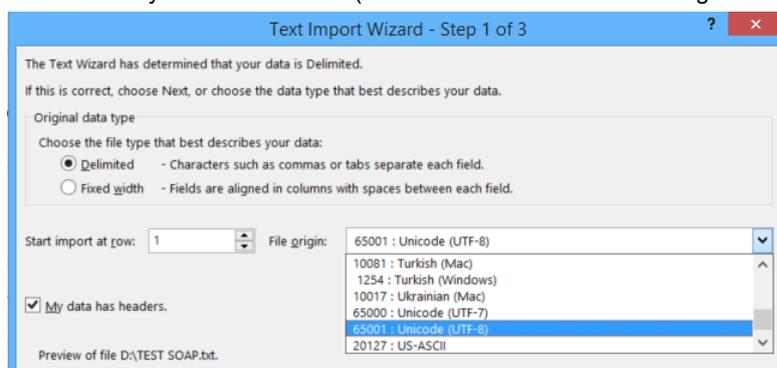 Text Import Wizard - Step 1 of 3 ?
The Text Wizard has determined that your data is Delimited.
If this is correct, choose Next, or choose the data type that best describes your data.
Original data type
Choose the file type that best describes your data:
Delimited - Characters such as commas or tabs separate each field.
Fixed width - Fields are aligned in columns with spaces between each field.
Start import at row: 1 File origin: 65001 : Unicode (UTF-8)
10081 : Turkish (Mac)
1254 : Turkish (Windows)
10017 : Ukrainian (Mac)
65000 : Unicode (UTF-7)
65001 : Unicode (UTF-8)
20127 : US-ASCII
My data has headers.
Preview of file D:\TEST SOAP.txt.